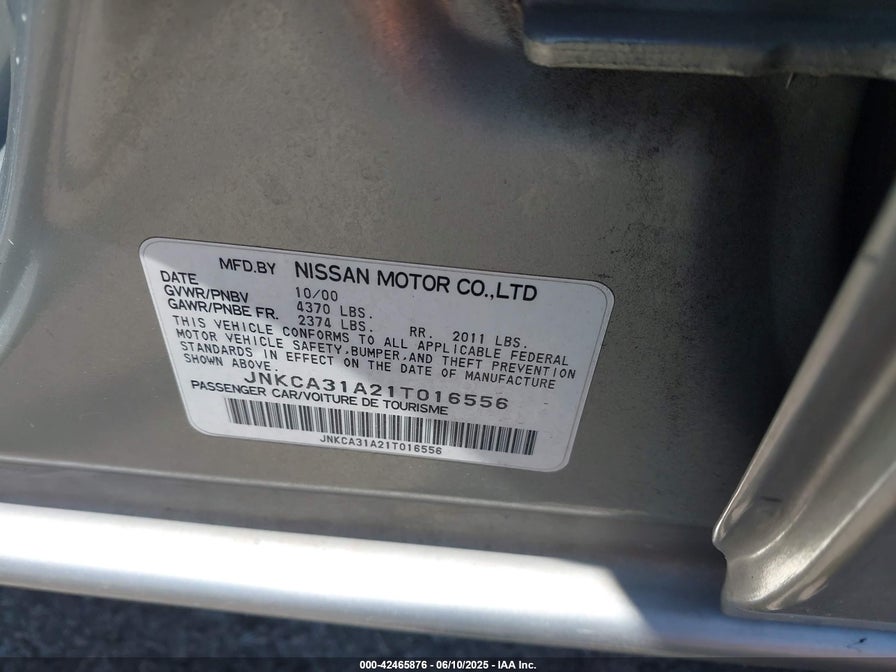 MFD.BY NISSAN MOTOR CO.,LTD
DATE 10/00
GVWR/PNBV 4370 LBS.
GAWR/PNBE FR. 2374 LBS. RR. 2011 LBS.
THIS VEHICLE CONFORMS TO ALL APPLICABLE FEDERAL
MOTOR VEHICLE SAFETY,BUMPER,AND THEFT PREVENTION
STANDARDS IN EFFECT ON THE DATE OF MANUFACTURE
SHOWN ABOVE.
JNKCA31A21T016556
PASSENGER CAR/VOITURE DE TOURISME
JNKCA31A21T016556
000-42465876 - 06/10/2025 - IAA Inc.